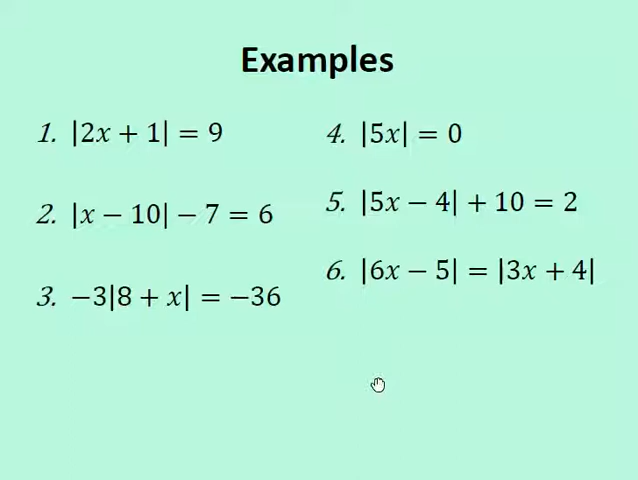 Examples
1. |2x + 1| = 9
2. |x − 10| − 7 = 6
3. −3|8 + x| = −36
4. |5x| = 0
5. |5x − 4| + 10 = 2
6. |6x − 5| = |3x + 4|